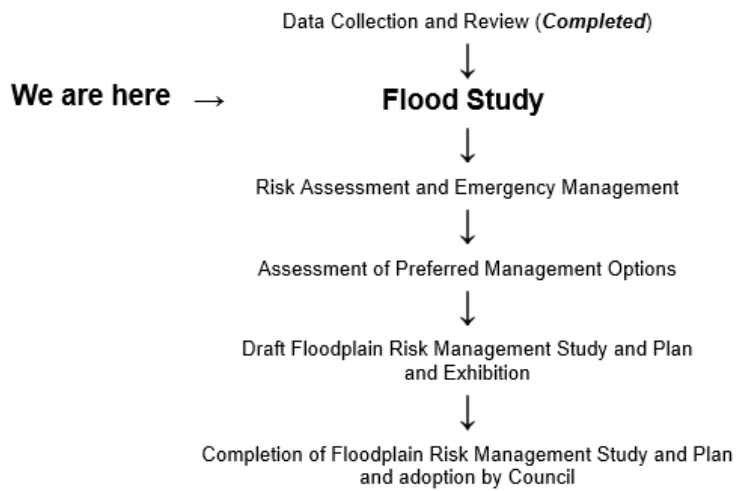 Data Collection and Review (Completed)
We are here → Flood Study
Risk Assessment and Emergency Management
Assessment of Preferred Management Options
Draft Floodplain Risk Management Study and Plan
and Exhibition
Completion of Floodplain Risk Management Study and Plan
and adoption by Council